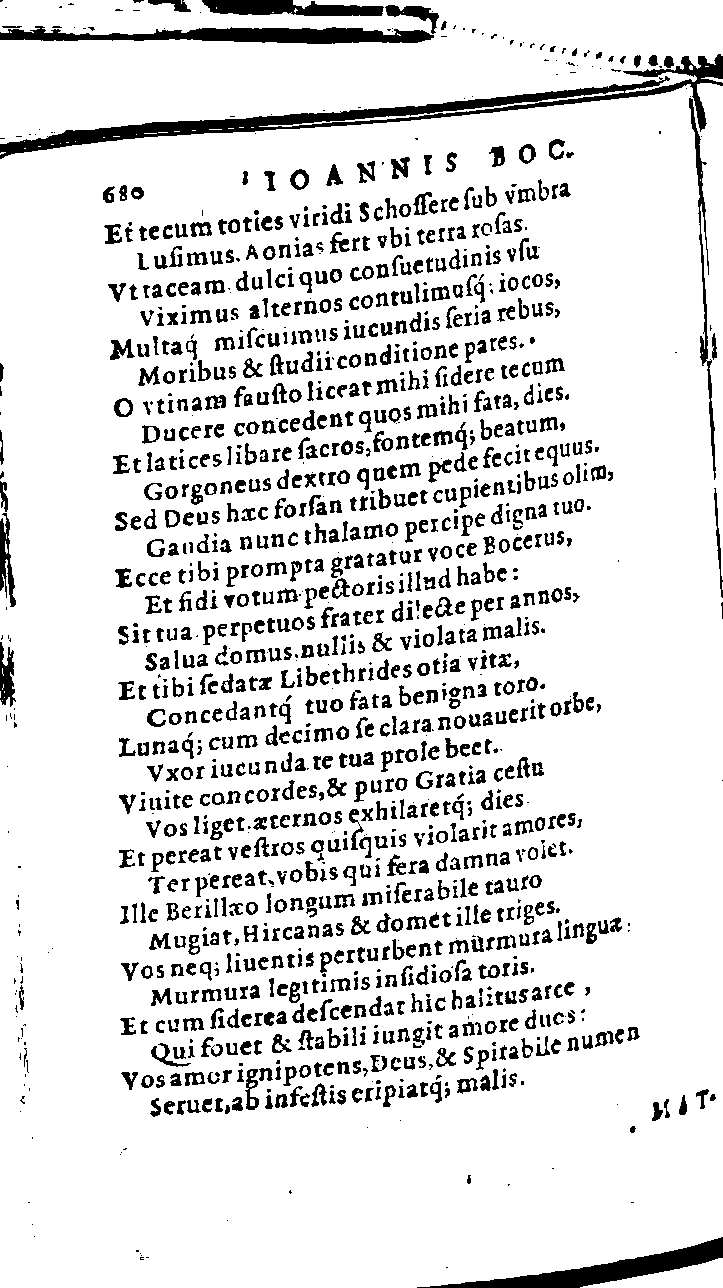 680 IOANNIS BOC.
Et tecum toties viridi Schoſſere ſub vmbra
Luſimus, Aonias fert vbi terra roſas.
Vt taceam dulci quo conſuetudinis vſu
Viximus alternos contulimuſq́; iocos,
Multaq́ miſcuimus iucundis ſeria rebus,
Moribus & ſtudii conditione pares.
O vtinam fauſto liceat mihi ſidere tecum
Ducere concedent quos mihi fata, dies.
Et latices libare ſacros, fontemq́; beatum,
Gorgoneus dextro quem pede fecit equus.
Sed Deus hæc forſan tribuet cupientibus olim,
Gaudia nunc thalamo percipe digna tuo.
Ecce tibi prompta gratatur voce Bocerus,
Et fidi votum pectoris illud habe:
Sit tua perpetuos frater dilecte per annos,
Salua domus, nullis & violata malis.
Et tibi ſedatæ Libethrides otia vitæ,
Concedantq́ tuo fata benigna toro.
Lunaq́; cum decimo ſe clara nouauerit orbe,
Vxor iucunda te tua prole beet.
Viuite concordes, & puro Gratia ceſtu
Vos liget, æternos exhilaretq́; dies
Et pereat veſtros quiſquis violarit amores,
Ter pereat, vobis qui fera damna volet.
Ille Berillæo longum miſerabile tauro
Mugiat, Hircanas & domet ille triges.
Vos neq; liuentis perturbent murmura linguæ:
Murmura legitimis inſidioſa toris.
Et cum ſiderea deſcendat hic halitus arce,
Qui fouet & ſtabili iungit amore duos:
Vos amor ignipotens, Deus, & Spirabile numen
Seruet, ab infeſtis eripiatq́; malis.
NAT.